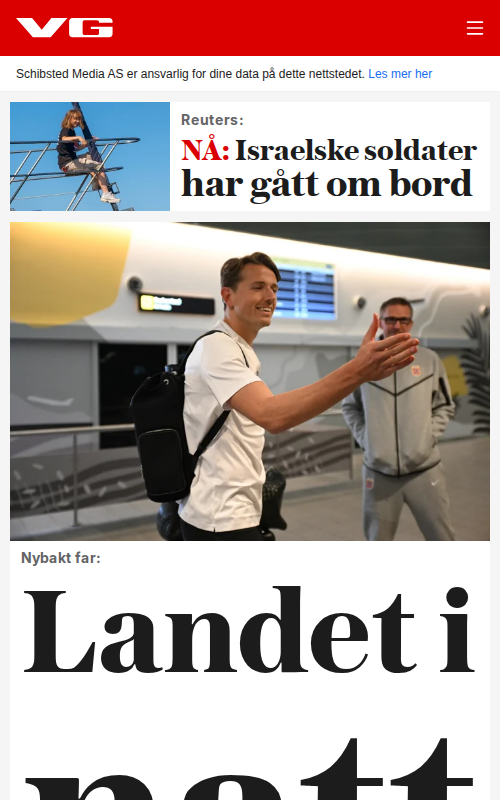 VG
Schibsted Media AS er ansvarlig for dine data på dette nettstedet. Les mer her
Reuters:
NÅ: Israelske soldater
har gått om bord
Nybakt far:
Landet i
natt